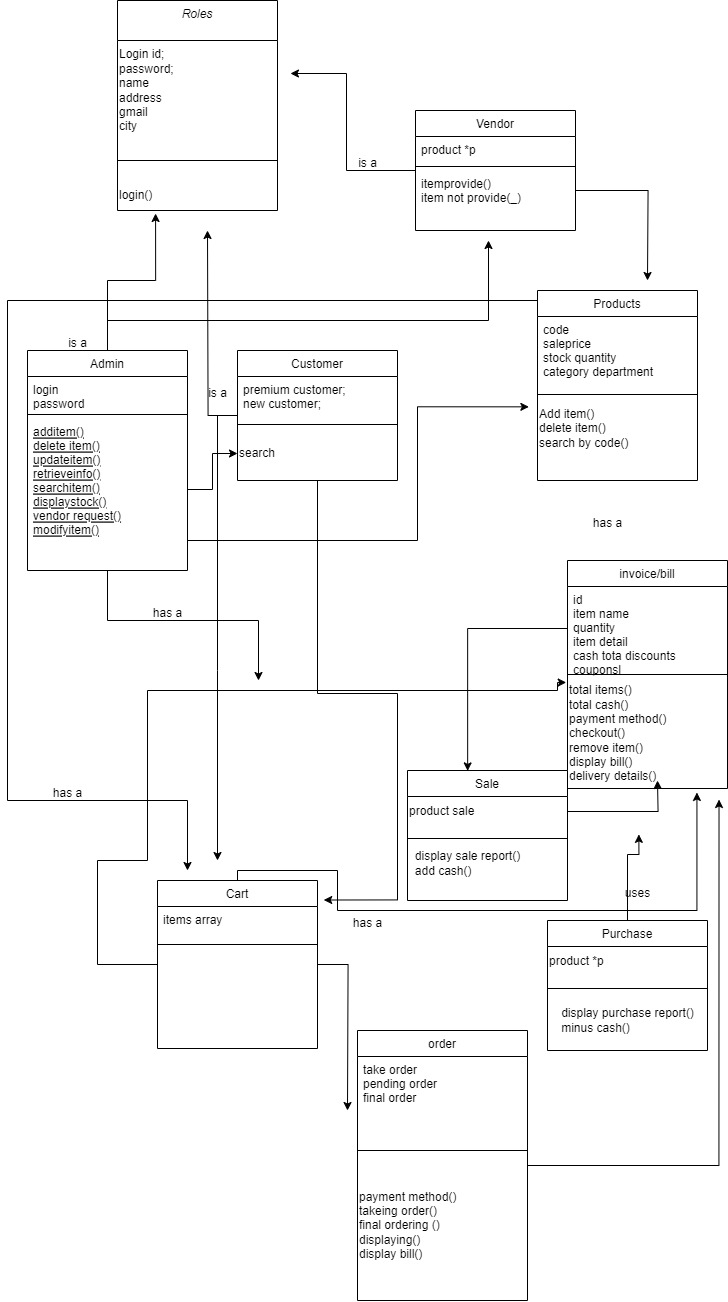 Roles
Login id;
password;
name
address
gmail
city
login()
Vendor
product *p
itemprovide()
item not provide(_)
is a
Products
code
saleprice
stock quantity
category department
Add item()
delete item()
search by code()
is a
Admin
login
password
additem()
delete item()
updateitem()
retrieveinfo()
searchitem()
displaystock()
vendor request()
modifyitem()
Customer
premium customer;
new customer;
search
is a
has a
invoice/bill
id
item name
quantity
item detail
cash tota discounts
couponsl
total items()
total cash()
payment method()
checkout()
remove item()
display bill()
delivery details()
has a
has a
Sale
product sale
display sale report()
add cash()
Cart
items array
has a
uses
Purchase
product *p
display purchase report()
minus cash()
order
take order
pending order
final order
payment method()
takeing order()
final ordering ()
displaying()
display bill()